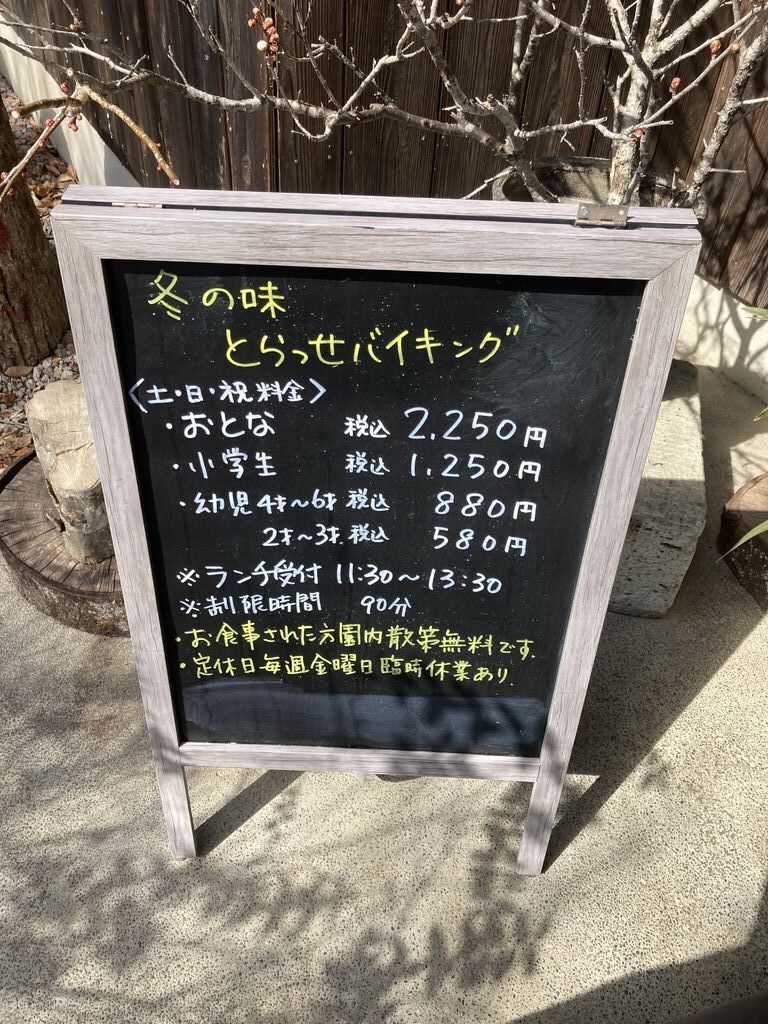 冬の味
とらっせバイキング
〈土・日・祝料金〉
・おとな 税込 2,250円
・小学生 税込 1,250円
・幼児4才〜6才 税込 880円
2才〜3才 税込 580円
※ランチ受付 11:30〜13:30
※制限時間 90分
・お食事された方園内散策無料です.
・定休日毎週金曜日臨時休業あり.